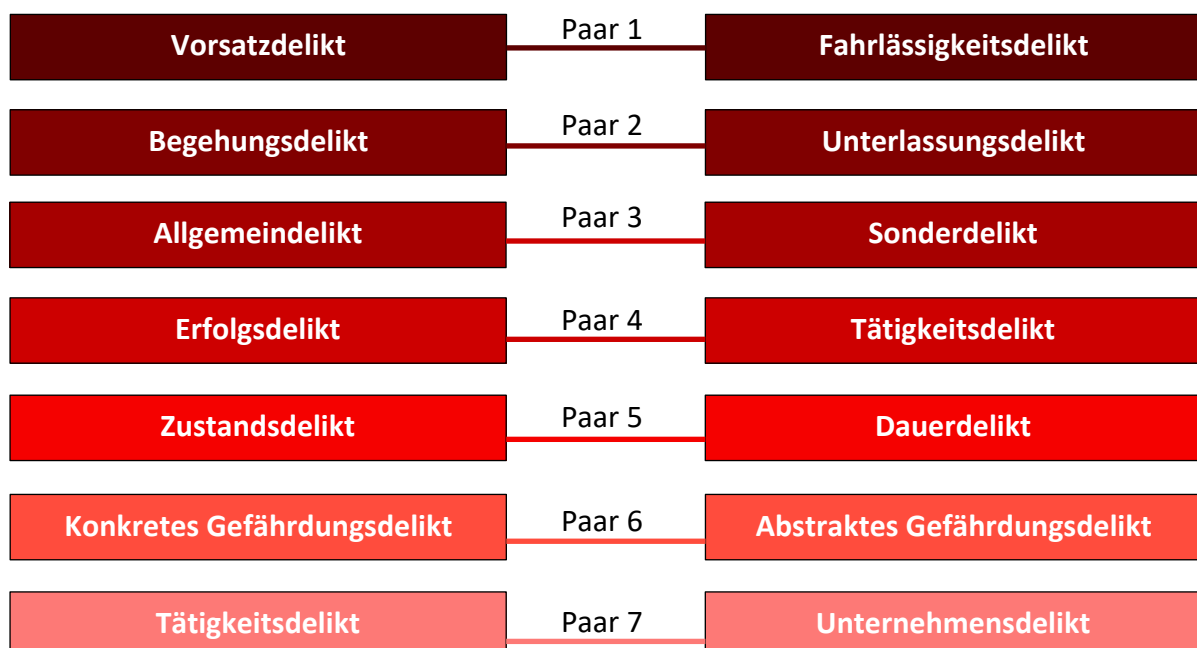 Vorsatzdelikt Paar 1 Fahrlässigkeitsdelikt
Begehungsdelikt Paar 2 Unterlassungsdelikt
Allgemeindelikt Paar 3 Sonderdelikt
Erfolgsdelikt Paar 4 Tätigkeitsdelikt
Zustandsdelikt Paar 5 Dauerdelikt
Konkretes Gefährdungsdelikt Paar 6 Abstraktes Gefährdungsdelikt
Tätigkeitsdelikt Paar 7 Unternehmensdelikt